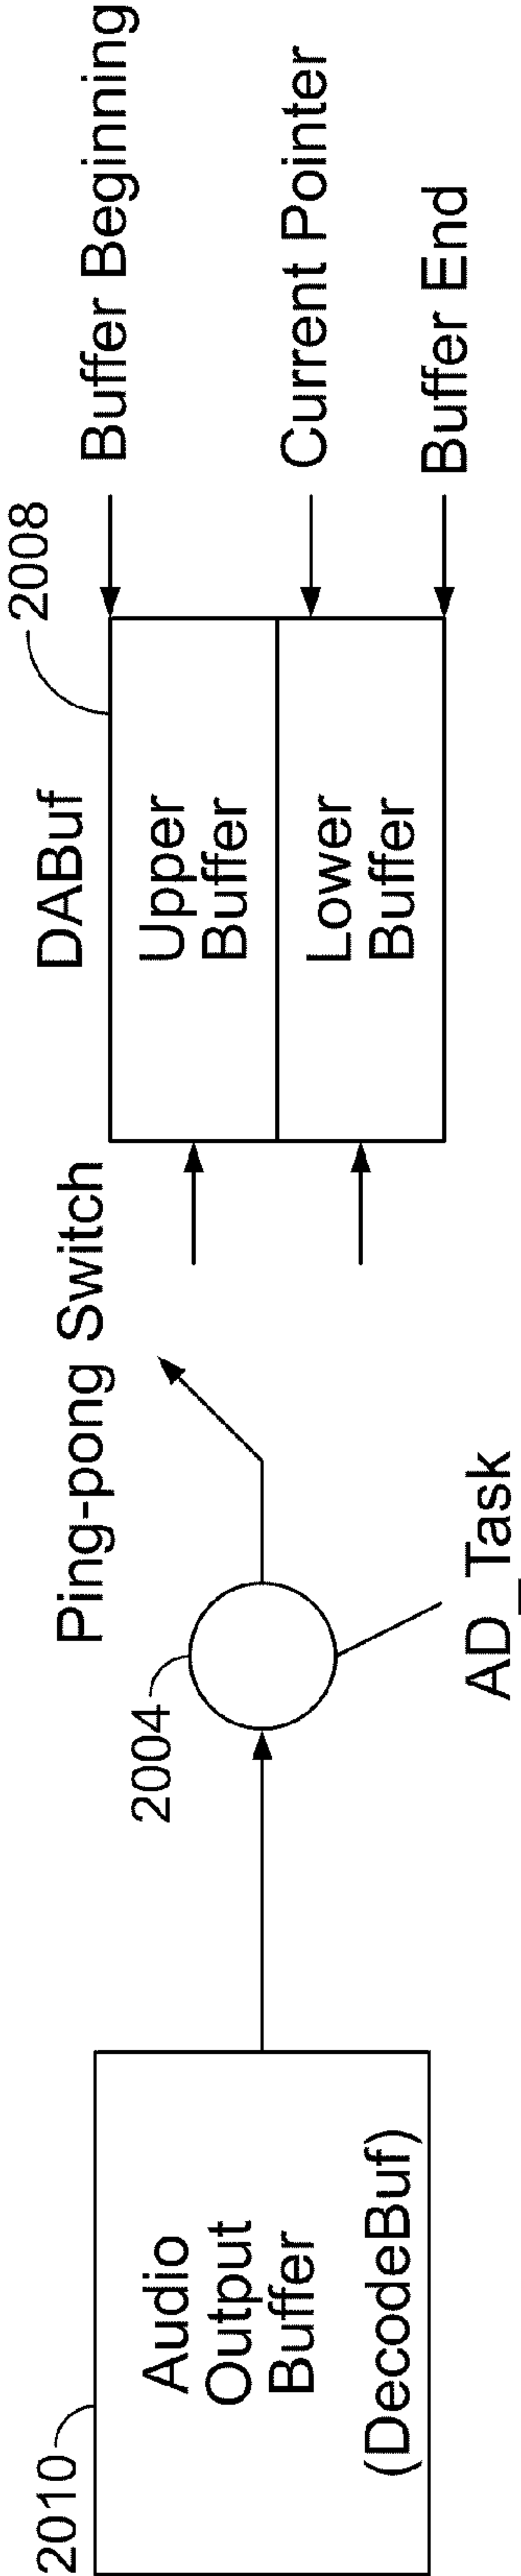 2010
Audio
Output
Buffer
(DecodeBuf)
2004
Ping-pong Switch
AD_Task
DABuf
2008
Upper
Buffer
Lower
Buffer
Buffer Beginning
Current Pointer
Buffer End